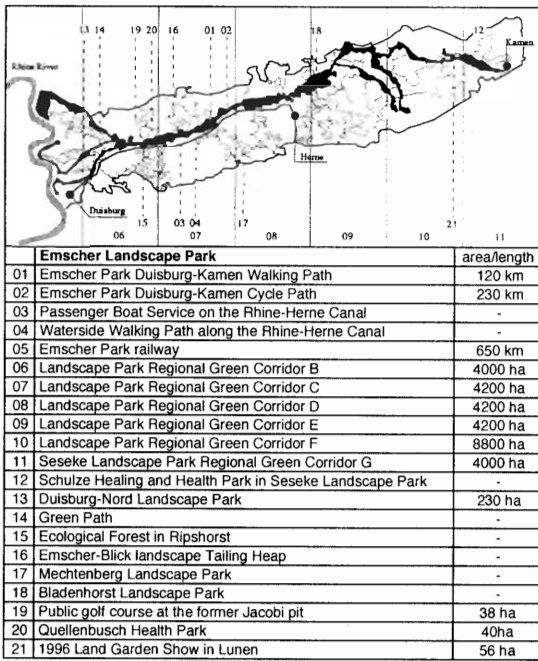 13 14 19 20 16 01 02 18 12
Kamen
Rhine River
Herne
Duisburg
15 03 04 17 21
06 07 08 09 10 11
Emscher Landscape Park area/length
01 Emscher Park Duisburg-Kamen Walking Path 120 km
02 Emscher Park Duisburg-Kamen Cycle Path 230 km
03 Passenger Boat Service on the Rhine-Herne Canal -
04 Waterside Walking Path along the Rhine-Herne Canal -
05 Emscher Park railway 650 km
06 Landscape Park Regional Green Corridor B 4000 ha
07 Landscape Park Regional Green Corridor C 4200 ha
08 Landscape Park Regional Green Corridor D 4200 ha
09 Landscape Park Regional Green Corridor E 4200 ha
10 Landscape Park Regional Green Corridor F 8800 ha
11 Seseke Landscape Park Regional Green Corridor G 4000 ha
12 Schulze Healing and Health Park in Seseke Landscape Park -
13 Duisburg-Nord Landscape Park 230 ha
14 Green Path -
15 Ecological Forest in Ripshorst -
16 Emscher-Blick landscape Tailing Heap -
17 Mechtenberg Landscape Park -
18 Bladenhorst Landscape Park -
19 Public golf course at the former Jacobi pit 38 ha
20 Quellenbusch Health Park 40ha
21 1996 Land Garden Show in Lunen 56 ha